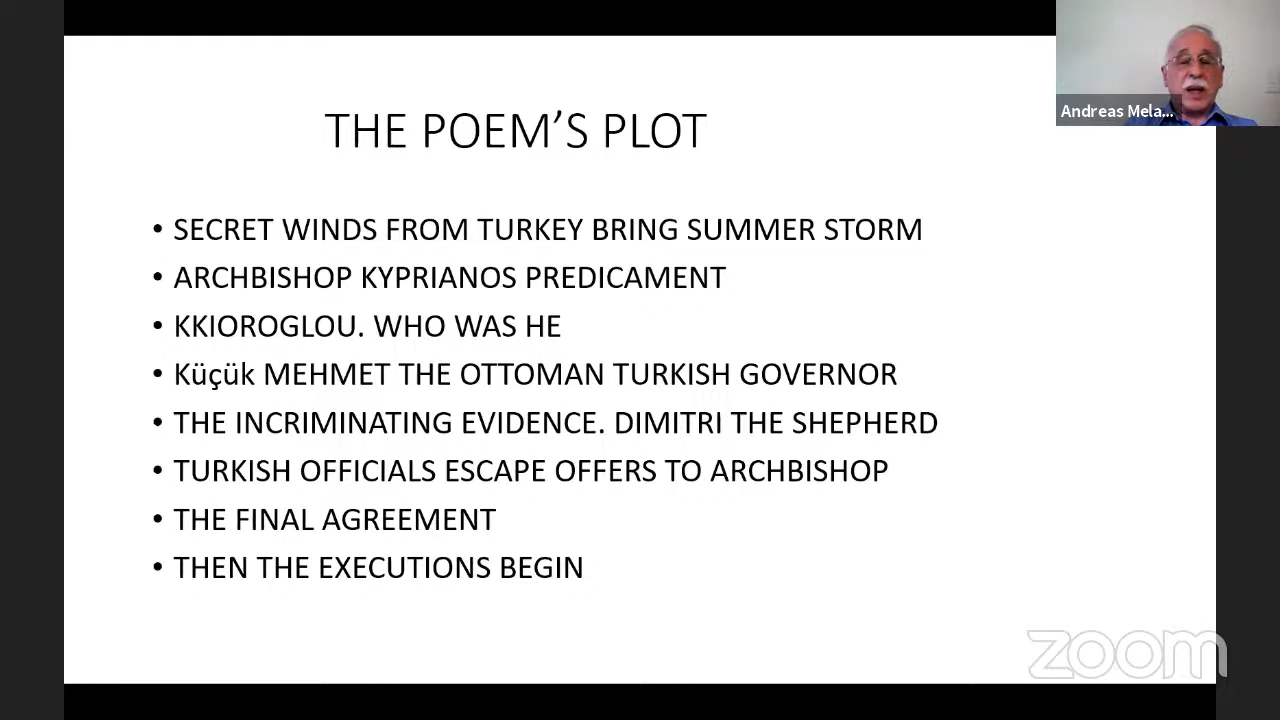 Andreas Mela...
THE POEM’S PLOT
• SECRET WINDS FROM TURKEY BRING SUMMER STORM
• ARCHBISHOP KYPRIANOS PREDICAMENT
• KKIOROGLOU. WHO WAS HE
• Küçük MEHMET THE OTTOMAN TURKISH GOVERNOR
• THE INCRIMINATING EVIDENCE. DIMITRI THE SHEPHERD
• TURKISH OFFICIALS ESCAPE OFFERS TO ARCHBISHOP
• THE FINAL AGREEMENT
• THEN THE EXECUTIONS BEGIN
zoom